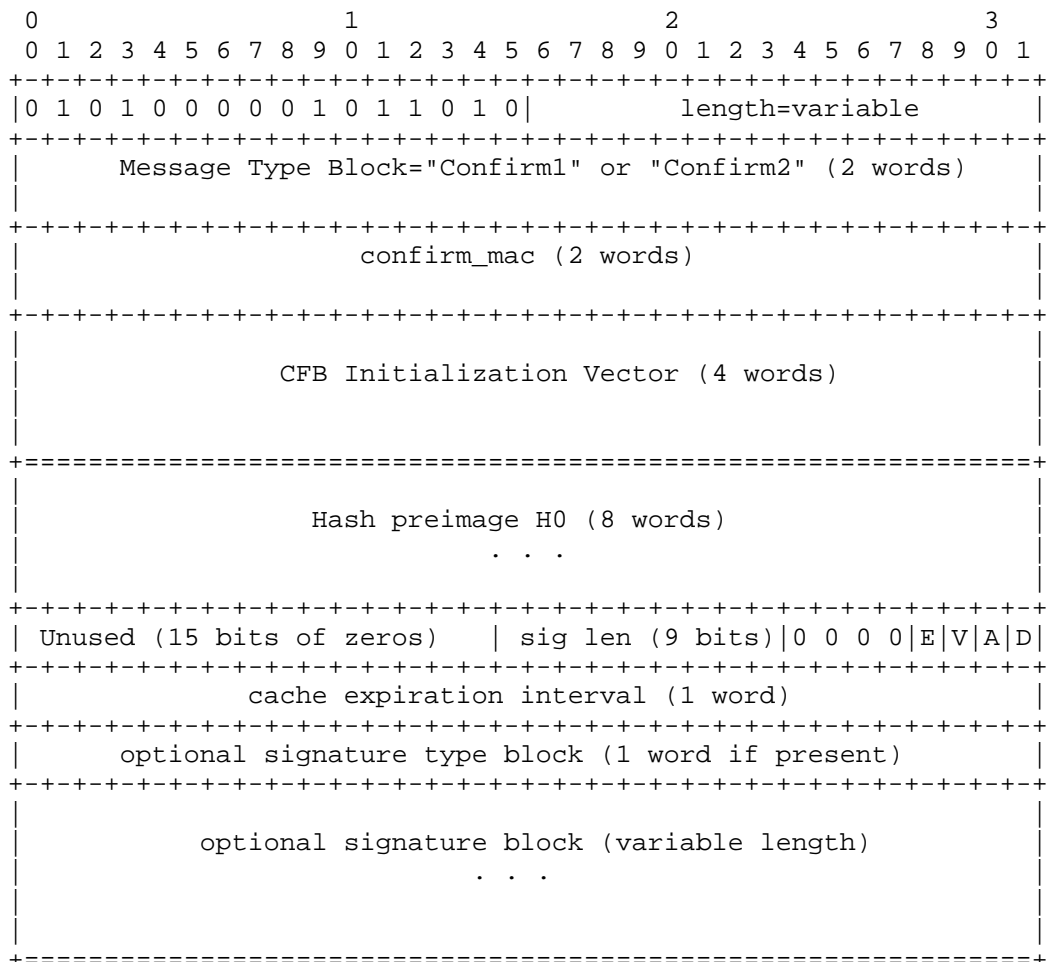 0                   1                   2                   3
 0 1 2 3 4 5 6 7 8 9 0 1 2 3 4 5 6 7 8 9 0 1 2 3 4 5 6 7 8 9 0 1
+-+-+-+-+-+-+-+-+-+-+-+-+-+-+-+-+-+-+-+-+-+-+-+-+-+-+-+-+-+-+-+-+
|0 1 0 1 0 0 0 0 0 1 0 1 1 0 1 0|         length=variable       |
+-+-+-+-+-+-+-+-+-+-+-+-+-+-+-+-+-+-+-+-+-+-+-+-+-+-+-+-+-+-+-+-+
|      Message Type Block="Confirm1" or "Confirm2" (2 words)    |
|                                                               |
+-+-+-+-+-+-+-+-+-+-+-+-+-+-+-+-+-+-+-+-+-+-+-+-+-+-+-+-+-+-+-+-+
|                     confirm_mac (2 words)                     |
|                                                               |
+-+-+-+-+-+-+-+-+-+-+-+-+-+-+-+-+-+-+-+-+-+-+-+-+-+-+-+-+-+-+-+-+
|                                                               |
|                CFB Initialization Vector (4 words)            |
|                                                               |
|                                                               |
+===============================================================+
|                                                               |
|                  Hash preimage H0 (8 words)                   |
|                             . . .                             |
|                                                               |
+-+-+-+-+-+-+-+-+-+-+-+-+-+-+-+-+-+-+-+-+-+-+-+-+-+-+-+-+-+-+-+-+
| Unused (15 bits of zeros)   | sig len (9 bits)|0 0 0 0|E|V|A|D|
+-+-+-+-+-+-+-+-+-+-+-+-+-+-+-+-+-+-+-+-+-+-+-+-+-+-+-+-+-+-+-+-+
|              cache expiration interval (1 word)               |
+-+-+-+-+-+-+-+-+-+-+-+-+-+-+-+-+-+-+-+-+-+-+-+-+-+-+-+-+-+-+-+-+
|      optional signature type block (1 word if present)        |
+-+-+-+-+-+-+-+-+-+-+-+-+-+-+-+-+-+-+-+-+-+-+-+-+-+-+-+-+-+-+-+-+
|                                                               |
|           optional signature block (variable length)          |
|                            . . .                              |
|                                                               |
|                                                               |
+===============================================================+